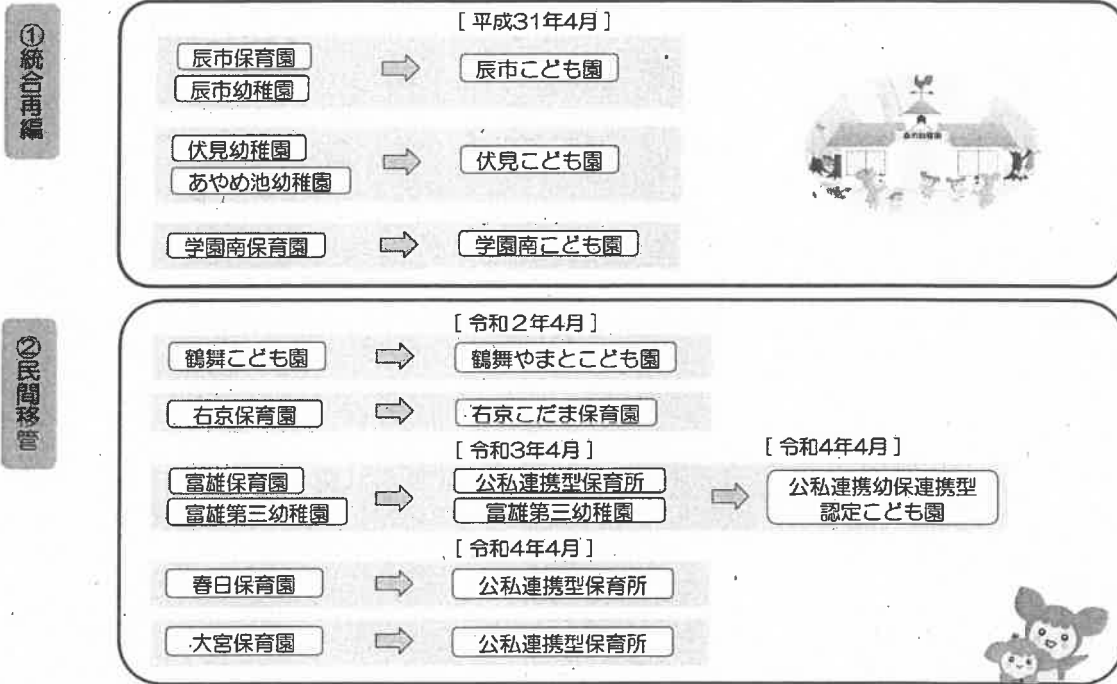 ①統合再編
[ 平成31年4月 ]
辰市保育園
辰市幼稚園
辰市こども園
伏見幼稚園
あやめ池幼稚園
伏見こども園
学園南保育園
学園南こども園
②民間移管
[ 令和2年4月 ]
鶴舞こども園
鶴舞やまとこども園
右京保育園
右京こだま保育園
[ 令和3年4月 ]
[ 令和4年4月 ]
富雄保育園
富雄第三幼稚園
公私連携型保育所
富雄第三幼稚園
公私連携幼保連携型
認定こども園
[ 令和4年4月 ]
春日保育園
公私連携型保育所
大宮保育園
公私連携型保育所